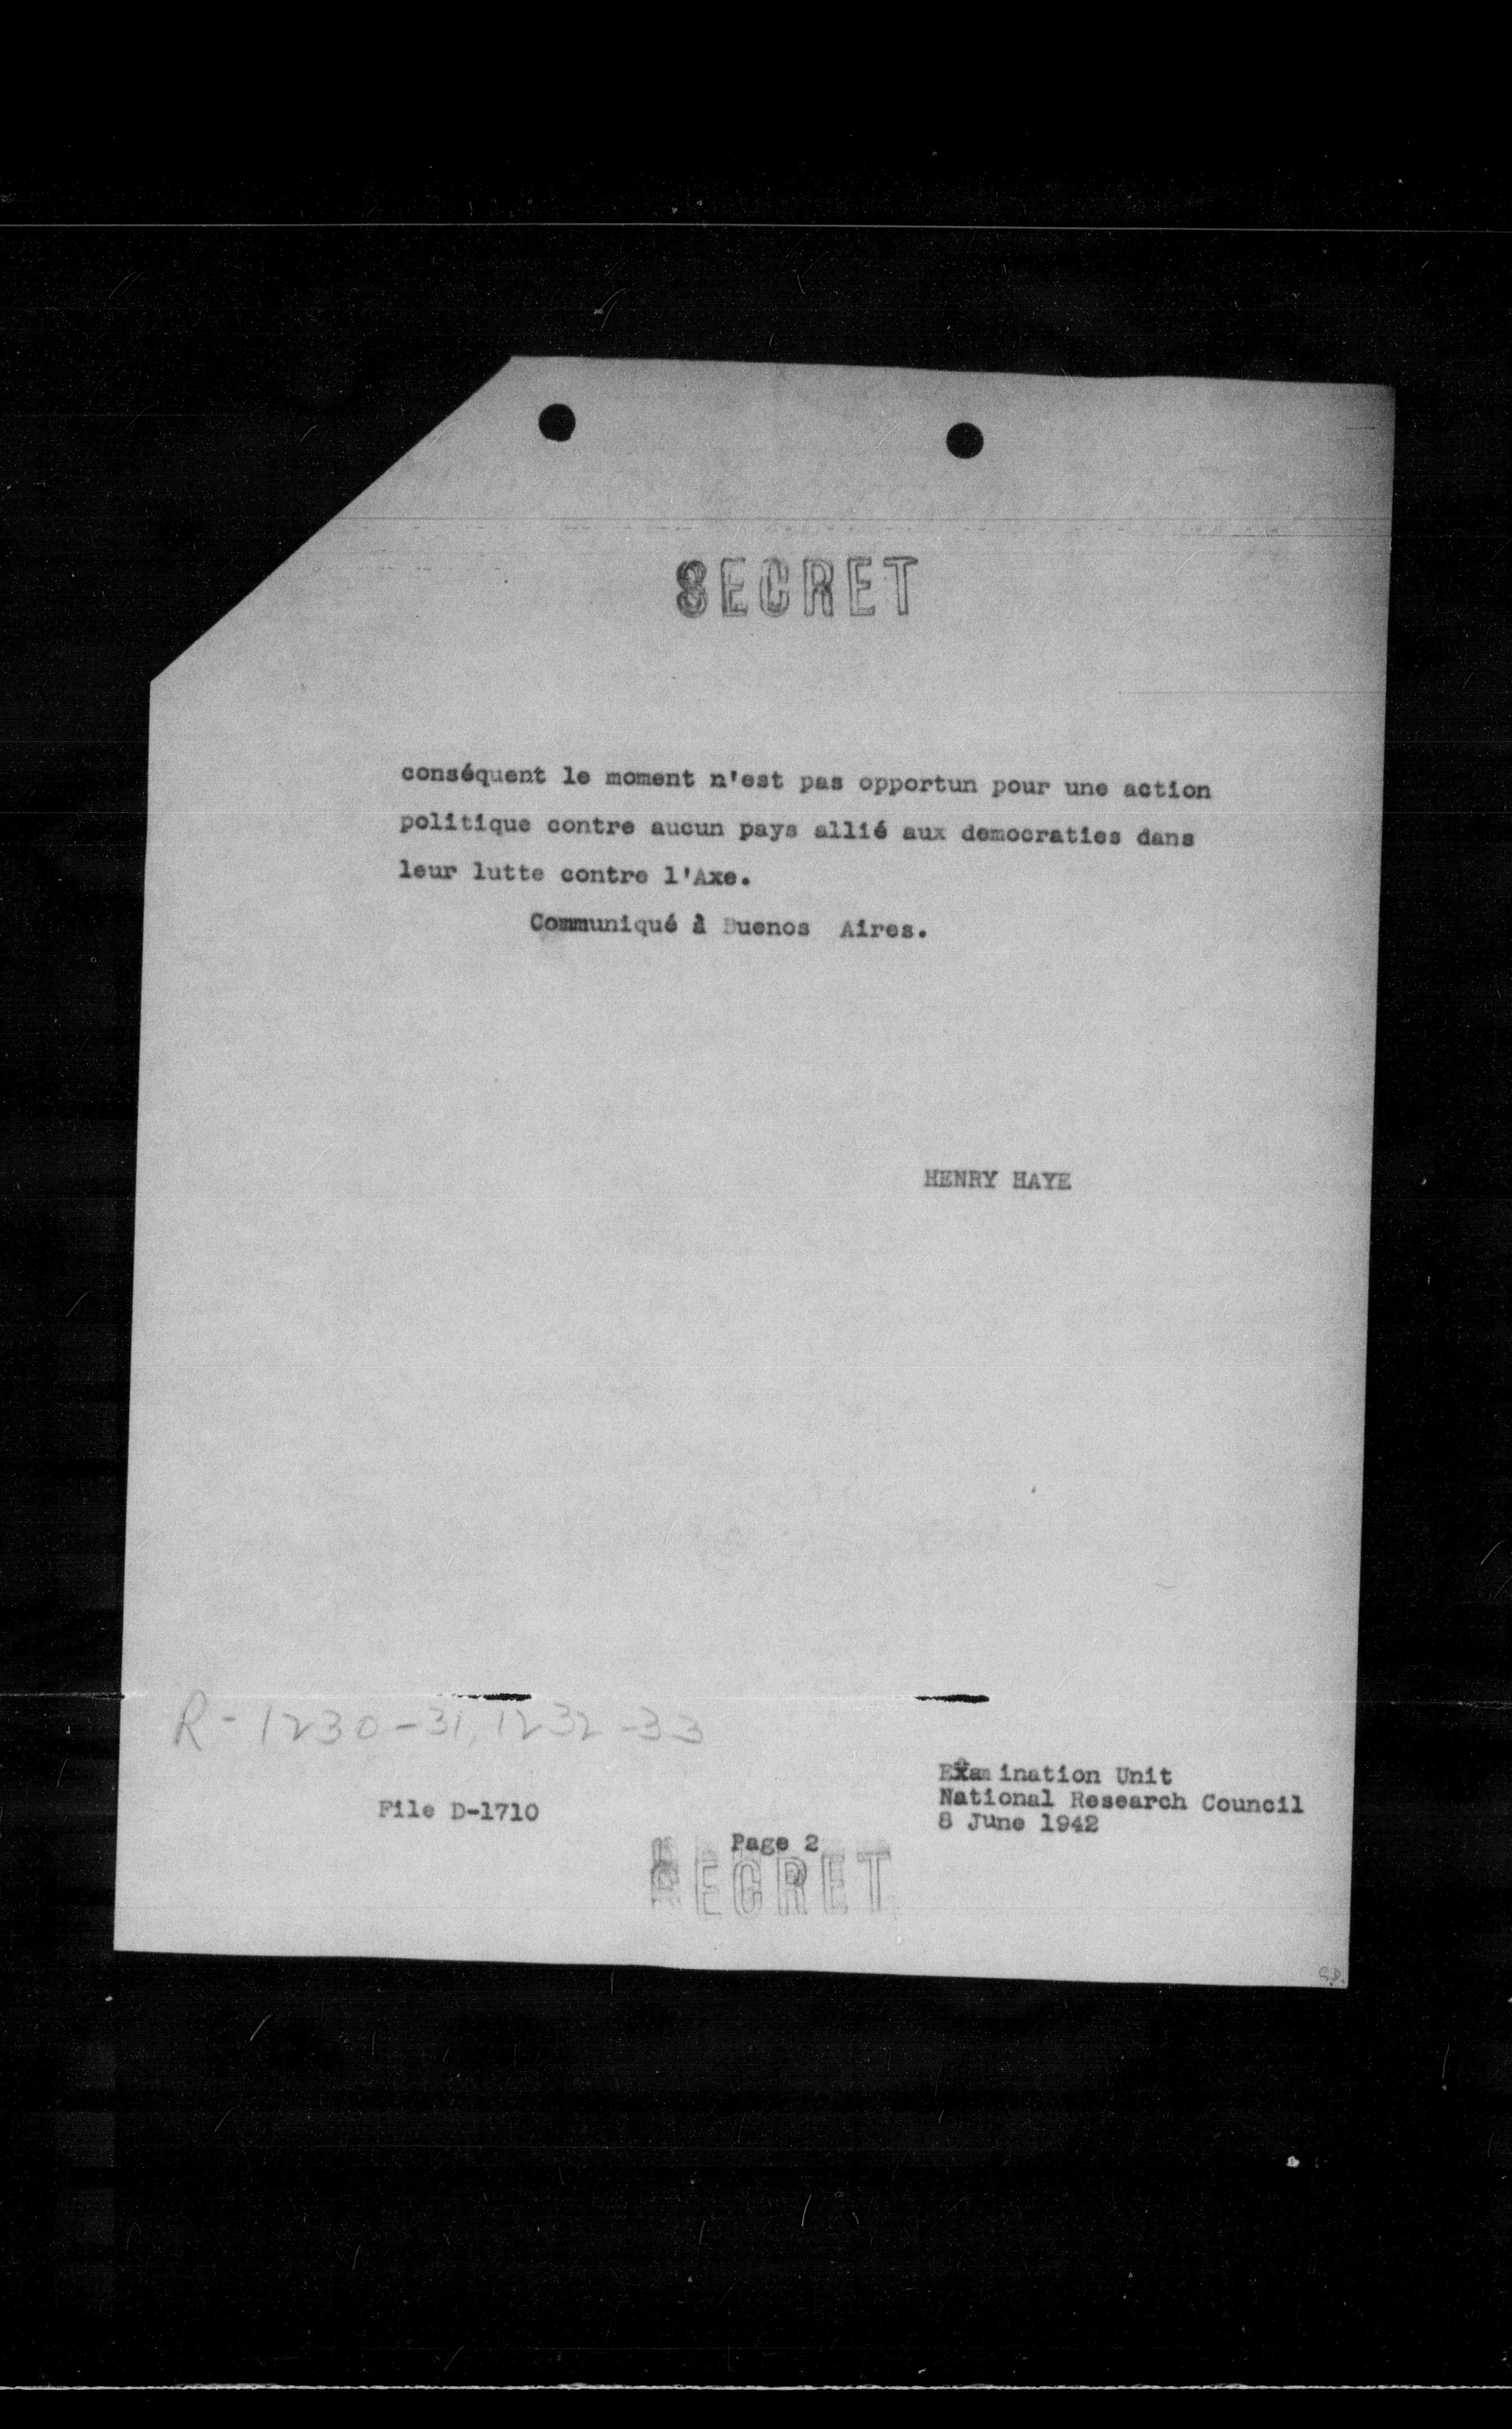 SECRET
conséquent le moment n'est pas opportun pour une action
politique contre aucun pays allié aux democraties dans
leur lutte contre l'Axe.
Communiqué à Buenos Aires.
HENRY HAYE
R-1230-31, 1232-33
Examination Unit
National Research Council
8 June 1942
File D-1710
Page 2
SECRET
G.D.